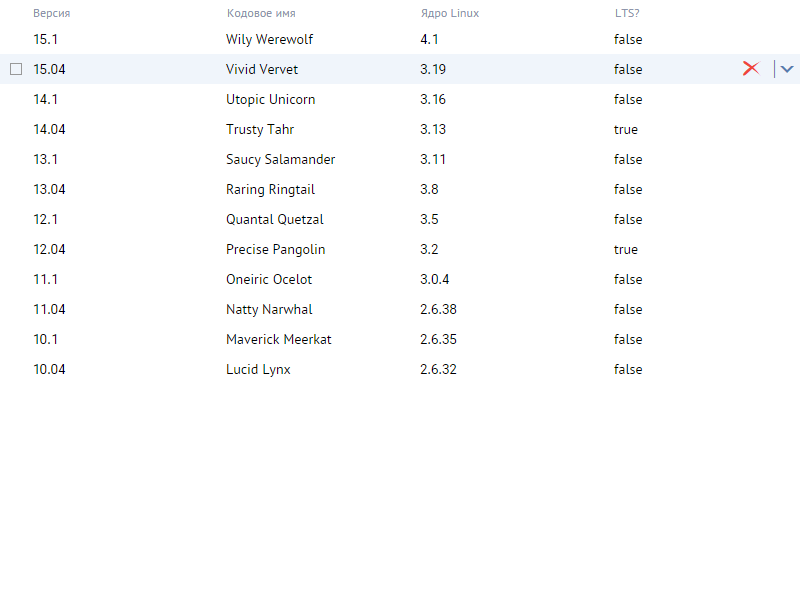 Версия Кодовое имя Ядро Linux LTS?
15.1 Wily Werewolf 4.1 false
15.04 Vivid Vervet 3.19 false
14.1 Utopic Unicorn 3.16 false
14.04 Trusty Tahr 3.13 true
13.1 Saucy Salamander 3.11 false
13.04 Raring Ringtail 3.8 false
12.1 Quantal Quetzal 3.5 false
12.04 Precise Pangolin 3.2 true
11.1 Oneiric Ocelot 3.0.4 false
11.04 Natty Narwhal 2.6.38 false
10.1 Maverick Meerkat 2.6.35 false
10.04 Lucid Lynx 2.6.32 false